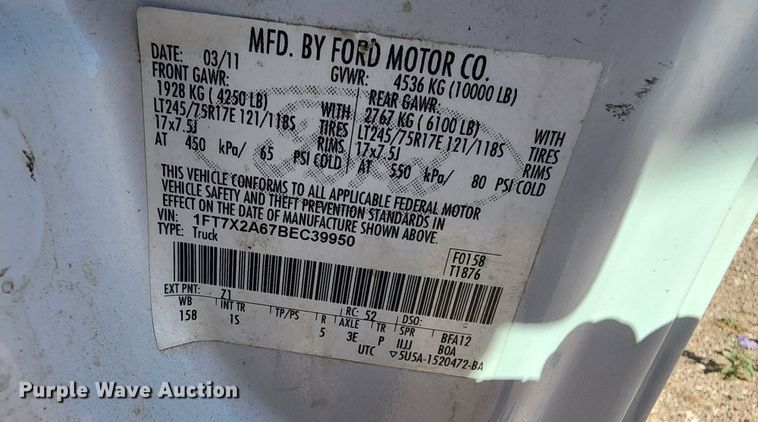 MFD. BY FORD MOTOR CO.
DATE: 03/11 GVWR: 4536 KG (10000 LB)
FRONT GAWR: REAR GAWR:
1928 KG (4250 LB) WITH 2767 KG (6100 LB) WITH
LT245/75R17E 121/118S TIRES LT245/75R17E 121/118S TIRES
17x7.5J RIMS 17x7.5J RIMS
AT 450 kPa/ 65 PSI COLD AT 550 kPa/ 80 PSI COLD
THIS VEHICLE CONFORMS TO ALL APPLICABLE FEDERAL MOTOR
VEHICLE SAFETY AND THEFT PREVENTION STANDARDS IN
EFFECT ON THE DATE OF MANUFACTURE SHOWN ABOVE.
VIN: 1FT7X2A67BEC39950
TYPE: Truck
F0158
T1876
EXT PNT: Z1 RC: 52 DSO:
WB INT TR TP/PS R AXLE TR SPR BFA12
158 1S 5 3E P IIJJ BOA
UTC ▽5U5A-1520472-BA
Purple Wave Auction